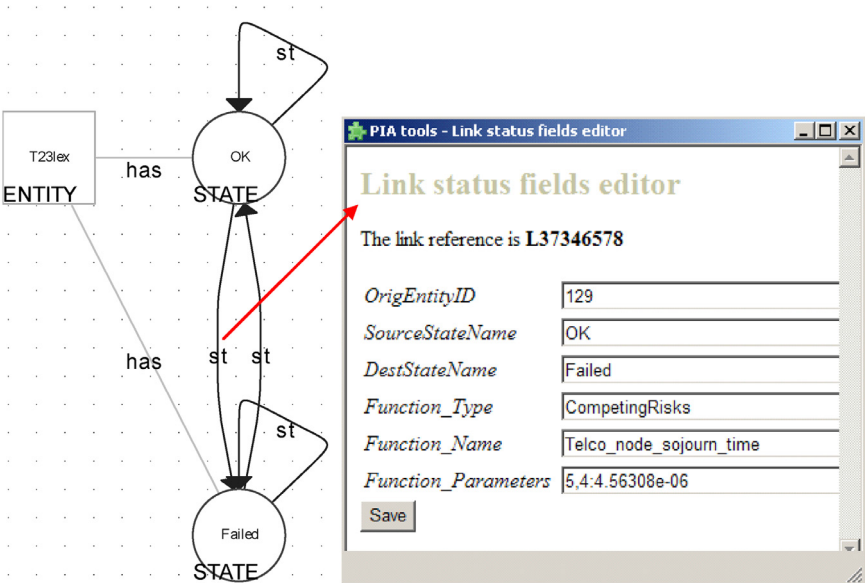 st
T23lex
ENTITY
has
OK
STATE
has
st st
st
Failed
STATE
PIA tools - Link status fields editor
Link status fields editor
The link reference is L37346578
OrigEntityID 129
SourceStateName OK
DestStateName Failed
Function_Type CompetingRisks
Function_Name Telco_node_sojourn_time
Function_Parameters 5,4:4.56308e-06
Save